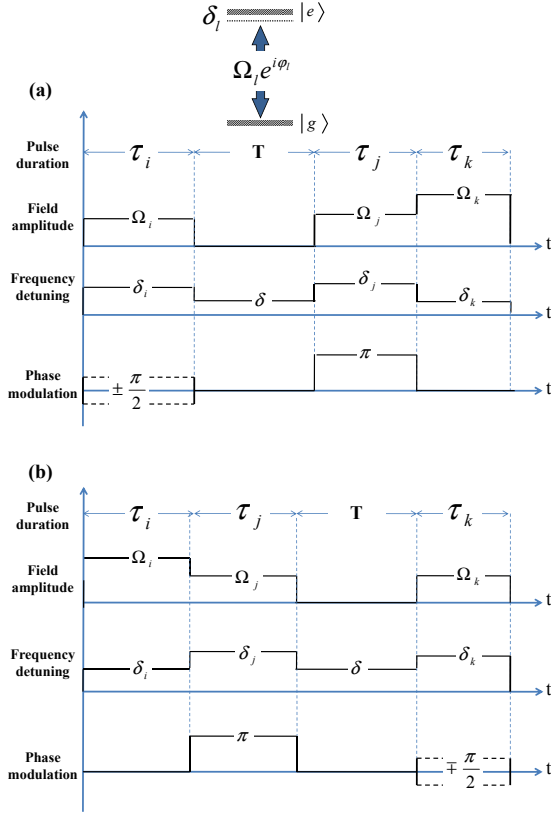 δ_l |e⟩
Ω_l e^{iφ_l}
|g⟩
(a)
Pulse duration τ_i T τ_j τ_k
Field amplitude Ω_i Ω_j Ω_k t
Frequency detuning δ_i δ δ_j δ_k t
Phase modulation ± π/2 π t
(b)
Pulse duration τ_i τ_j T τ_k
Field amplitude Ω_i Ω_j Ω_k t
Frequency detuning δ_i δ_j δ δ_k t
Phase modulation π ∓ π/2 t